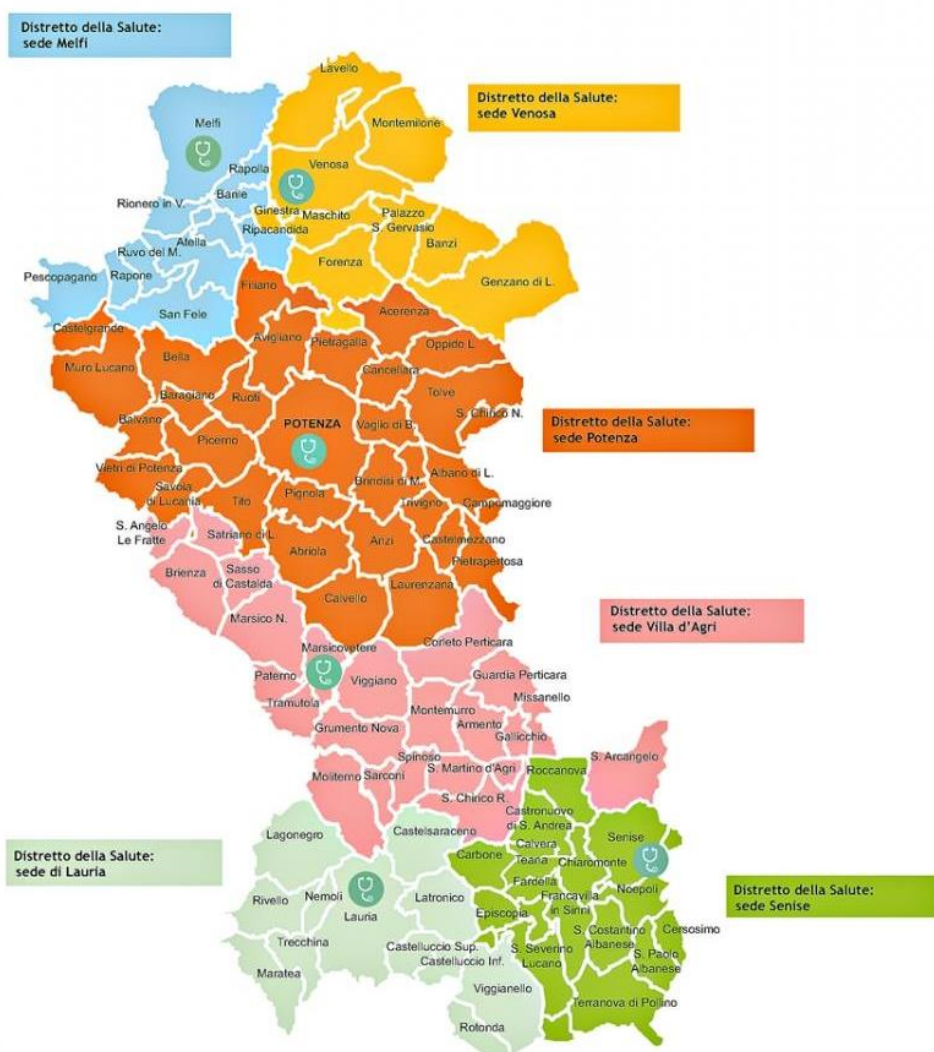 Distretto della Salute:
sede Melfi
Lavello
Distretto della Salute:
sede Venosa
Melfi
Montemilone
Rapolla
Venosa
Barile
Rionero in V.
Ginestra
Maschito
Palazzo
S. Gervasio
Ripacandida
Atella
Banzi
Ruvo del M.
Forenza
Pescopagano
Rapone
Filiano
Genzano di L.
San Fele
Acerenza
Castelgrande
Avigliano
Pietragalla
Oppido L.
Bella
Muro Lucano
Cancellara
Baragiano
Ruoti
Tolve
S. Chirico N.
Distretto della Salute:
sede Potenza
Balvano
POTENZA
Vaglio di B.
Picerno
Vietri di Potenza
Albano di L.
Brindisi di M.
Savoia
di Lucania
Tito
Pignola
Trivigno
Campomaggiore
S. Angelo
Le Fratte
Satriano di L.
Abriola
Anzi
Castelmezzano
Pietrapertosa
Brienza
Sasso
di Castalda
Laurenzana
Calvello
Marsico N.
Distretto della Salute:
sede Villa d'Agri
Marsicovetere
Corleto Perticara
Paterno
Viggiano
Guardia Perticara
Tramutola
Missanello
Montemurro
Grumento Nova
Armento
Gallicchio
Spinoso
S. Arcangelo
Moliterno
Sarconi
S. Martino d'Agri
Roccanova
S. Chirico R.
Castronuovo
di S. Andrea
Lagonegro
Castelsaraceno
Senise
Calvera
Distretto della Salute:
sede di Lauria
Carbone
Teana
Chiaromonte
Fardella
Noepoli
Distretto della Salute:
sede Senise
Rivello
Nemoli
Latronico
Francavilla
in Sinni
Lauria
Episcopia
Cersosimo
S. Costantino
Albanese
Trecchina
Castelluccio Sup.
Castelluccio Inf.
S. Severino
Lucano
S. Paolo
Albanese
Maratea
Viggianello
Terranova di Pollino
Rotonda